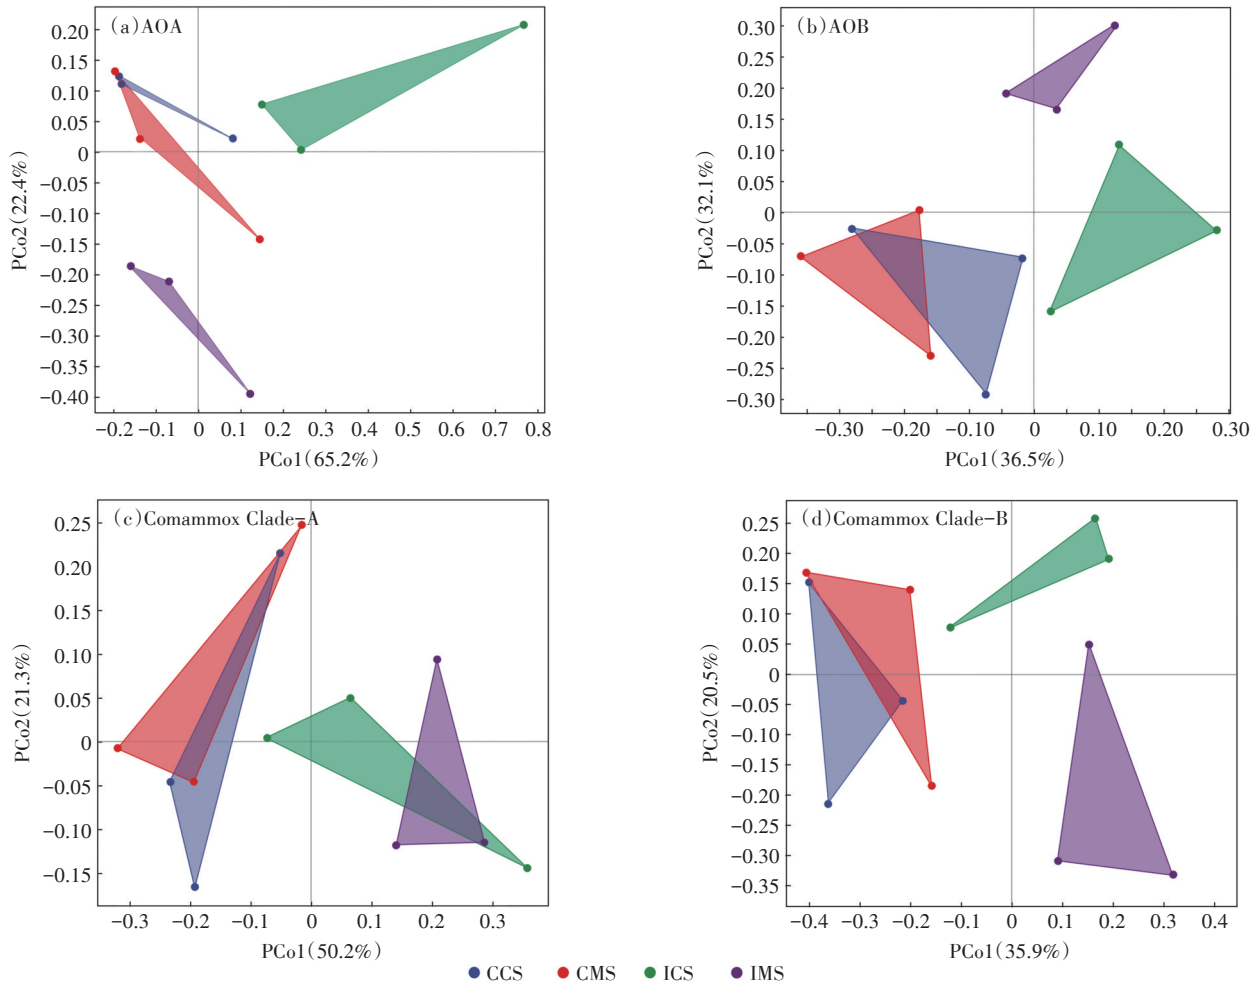 (a)AOA
0.20
0.15
0.10
0.05
0
−0.05
−0.10
−0.15
−0.20
−0.25
−0.30
−0.35
−0.40
PCo2(22.4%)
−0.2 −0.1 0 0.1 0.2 0.3 0.4 0.5 0.6 0.7 0.8
PCo1(65.2%)
(b)AOB
0.30
0.25
0.20
0.15
0.10
0.05
0
−0.05
−0.10
−0.15
−0.20
−0.25
−0.30
PCo2(32.1%)
−0.30 −0.20 −0.10 0 0.10 0.20 0.30
PCo1(36.5%)
(c)Comammox Clade−A
0.25
0.20
0.15
0.10
0.05
0
−0.05
−0.10
−0.15
PCo2(21.3%)
−0.3 −0.2 −0.1 0 0.1 0.2 0.3
PCo1(50.2%)
(d)Comammox Clade−B
0.25
0.20
0.15
0.10
0.05
0
−0.05
−0.10
−0.15
−0.20
−0.25
−0.30
−0.35
PCo2(20.5%)
−0.4 −0.2 −0.1 0 0.1 0.2 0.3 0.4
PCo1(35.9%)
CCS CMS ICS IMS